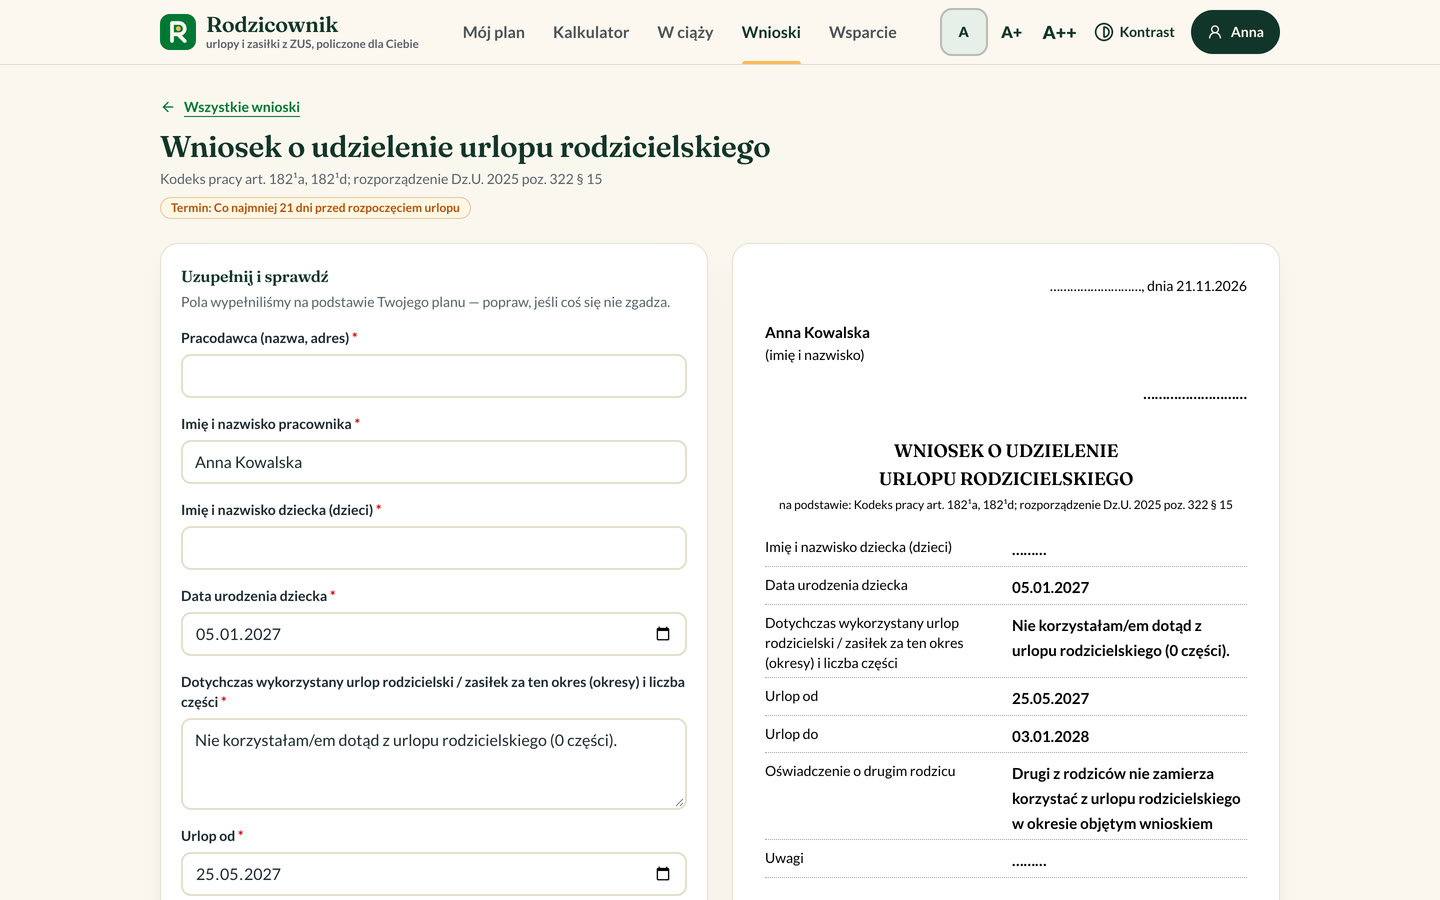 Rodzicownik
urlopy i zasiłki z ZUS, policzone dla Ciebie
Mój plan
Kalkulator
W ciąży
Wnioski
Wsparcie
A
A+
A++
Kontrast
Anna
Wszystkie wnioski
Wniosek o udzielenie urlopu rodzicielskiego
Kodeks pracy art. 182¹a, 182¹d; rozporządzenie Dz.U. 2025 poz. 322 § 15
Termin: Co najmniej 21 dni przed rozpoczęciem urlopu
Uzupełnij i sprawdź
Pola wypełniliśmy na podstawie Twojego planu — popraw, jeśli coś się nie zgadza.
Pracodawca (nazwa, adres) *
Imię i nazwisko pracownika *
Anna Kowalska
Imię i nazwisko dziecka (dzieci) *
Data urodzenia dziecka *
05.01.2027
Dotychczas wykorzystany urlop rodzicielski / zasiłek za ten okres (okresy) i liczba
części *
Nie korzystałam/em dotąd z urlopu rodzicielskiego (0 części).
Urlop od *
25.05.2027
..........................., dnia 21.11.2026
Anna Kowalska
(imię i nazwisko)
...........................
WNIOSEK O UDZIELENIE
URLOPU RODZICIELSKIEGO
na podstawie: Kodeks pracy art. 182¹a, 182¹d; rozporządzenie Dz.U. 2025 poz. 322 § 15
Imię i nazwisko dziecka (dzieci) .........
Data urodzenia dziecka 05.01.2027
Dotychczas wykorzystany urlop
rodzicielski / zasiłek za ten okres
(okresy) i liczba części
Nie korzystałam/em dotąd z
urlopu rodzicielskiego (0 części).
Urlop od 25.05.2027
Urlop do 03.01.2028
Oświadczenie o drugim rodzicu
Drugi z rodziców nie zamierza
korzystać z urlopu rodzicielskiego
w okresie objętym wnioskiem
Uwagi .........